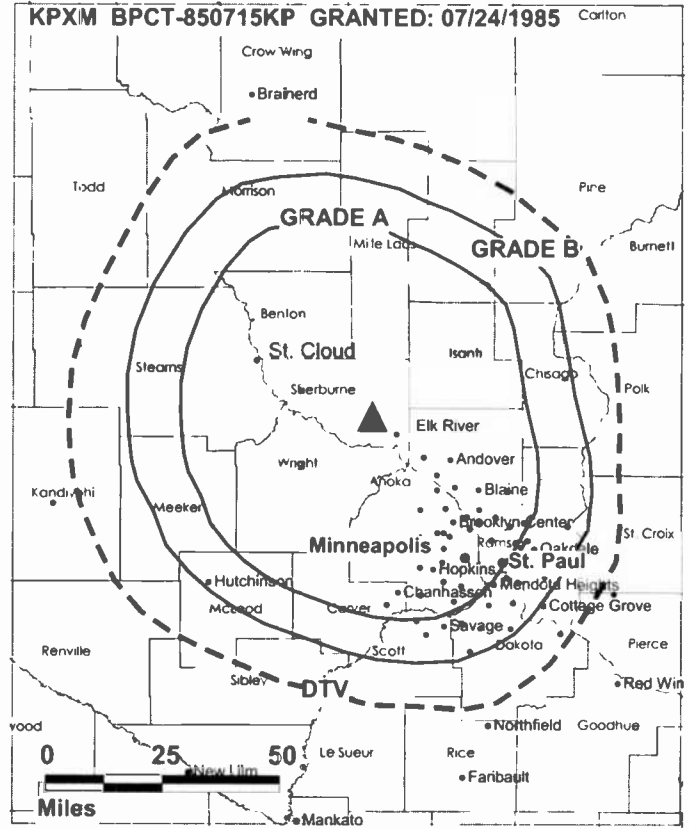 KPXM BPCT-850715KP GRANTED: 07/24/1985
Carlton
Crow Wing
Brainerd
Todd
Morrison
Pine
GRADE A
Mille Lacs
GRADE B
Burnett
Benton
St. Cloud
Isanti
Stearns
Chisago
Sherburne
Polk
Elk River
Wright
Andover
Anoka
Kandiyohi
Blaine
Meeker
Brooklyn Center
St. Croix
Minneapolis
Ramsey
Oakdale
St. Paul
Hopkins
Hutchinson
Mendota Heights
Chanhassen
McLeod
Carver
Cottage Grove
Savage
Renville
Scott
Dakota
Pierce
Sibley
DTV
Red Win
wood
Northfield
Goodhue
0 25 50
Le Sueur
Rice
New Ulm
Faribault
Miles
Mankato